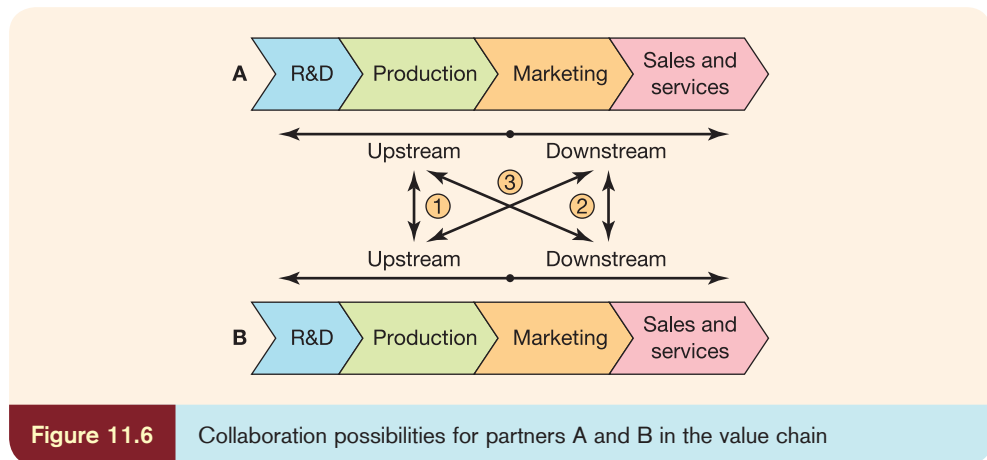 A
R&D
Production
Marketing
Sales and
services
Upstream
Downstream
3
1
2
Upstream
Downstream
B
R&D
Production
Marketing
Sales and
services
Figure 11.6
Collaboration possibilities for partners A and B in the value chain